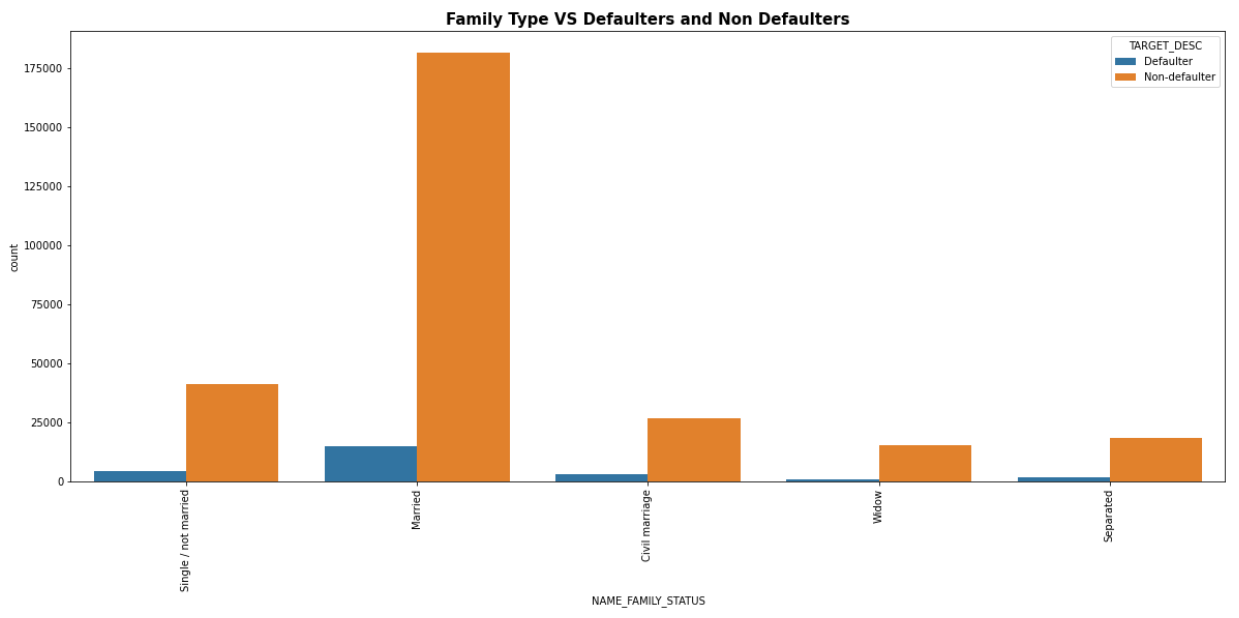 Family Type VS Defaulters and Non Defaulters
TARGET_DESC
Defaulter
Non-defaulter
175000
150000
125000
100000
75000
50000
25000
0
count
Single / not married
Married
Civil marriage
Widow
Separated
NAME_FAMILY_STATUS